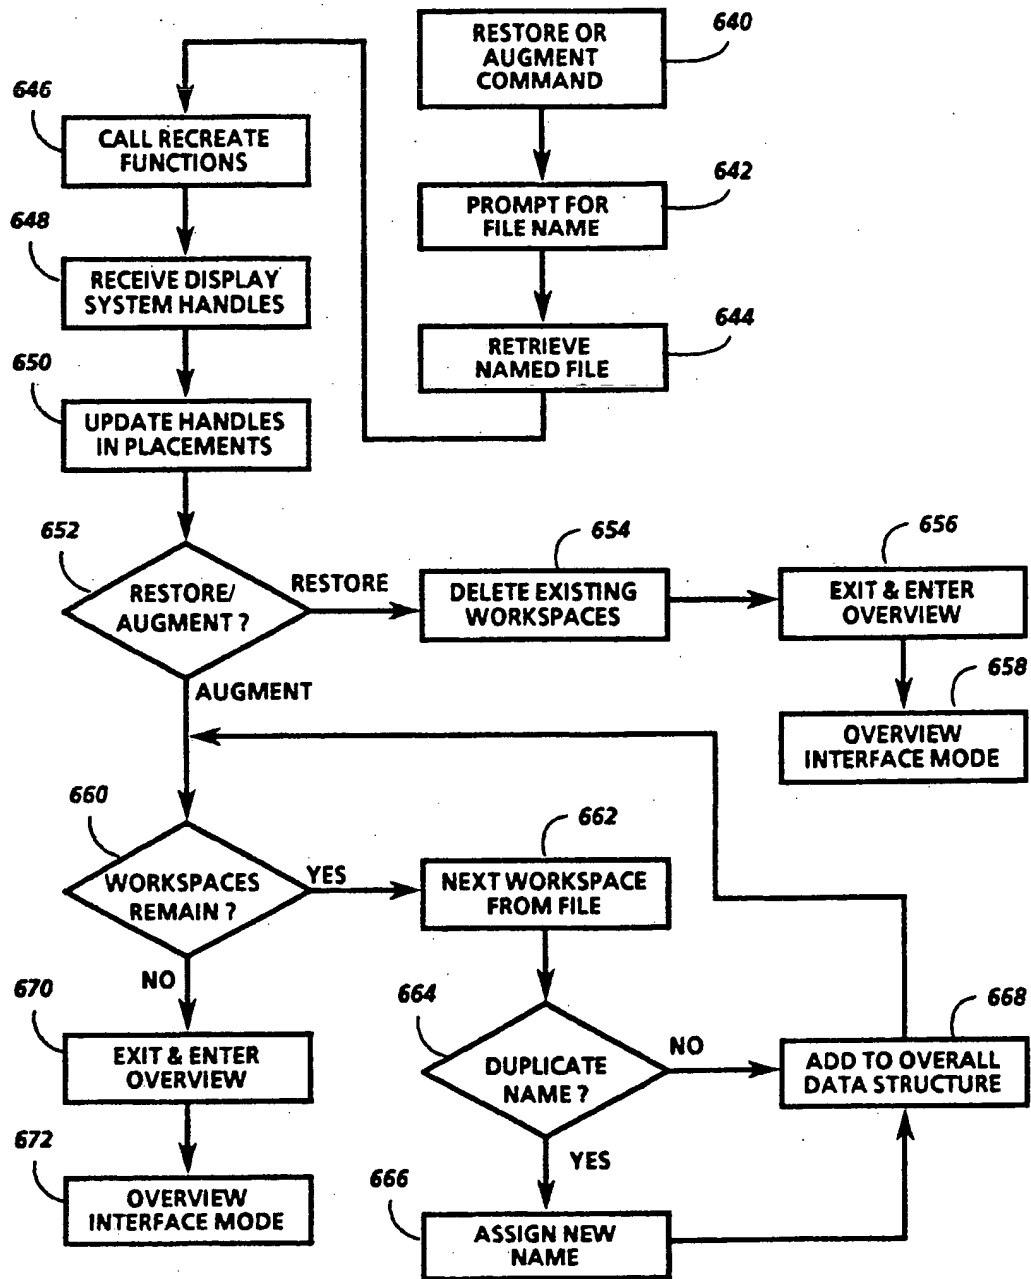 640
RESTORE OR
AUGMENT
COMMAND
642
PROMPT FOR
FILE NAME
644
RETRIEVE
NAMED FILE
646
CALL RECREATE
FUNCTIONS
648
RECEIVE DISPLAY
SYSTEM HANDLES
650
UPDATE HANDLES
IN PLACEMENTS
652
RESTORE/
AUGMENT ?
RESTORE
AUGMENT
654
DELETE EXISTING
WORKSPACES
656
EXIT & ENTER
OVERVIEW
658
OVERVIEW
INTERFACE MODE
660
WORKSPACES
REMAIN ?
YES
NO
662
NEXT WORKSPACE
FROM FILE
664
DUPLICATE
NAME ?
NO
YES
666
ASSIGN NEW
NAME
668
ADD TO OVERALL
DATA STRUCTURE
670
EXIT & ENTER
OVERVIEW
672
OVERVIEW
INTERFACE MODE